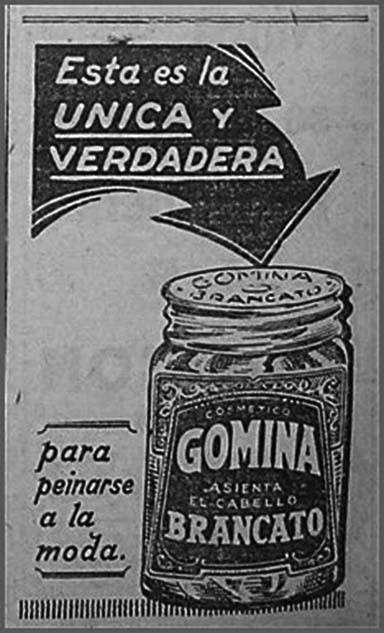 Esta es la
UNICA Y
VERDADERA
GOMINA
BRANCATO
COSMETICO
GOMINA
ASIENTA
EL CABELLO
BRANCATO
para
peinarse
a la
moda.